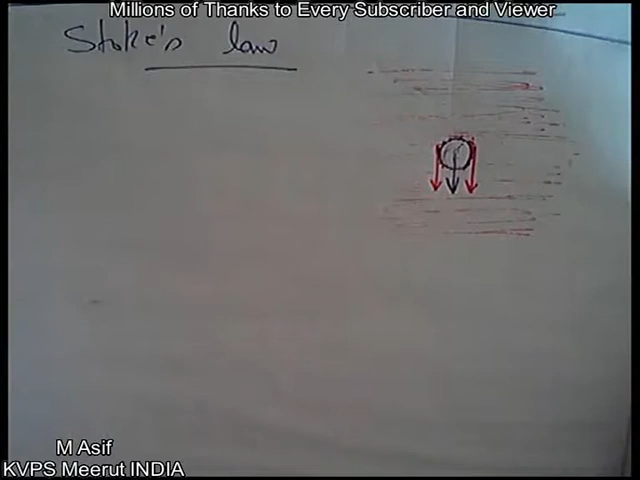 Millions of Thanks to Every Subscriber and Viewer
Stoke's law
M Asif
KVPS Meerut INDIA